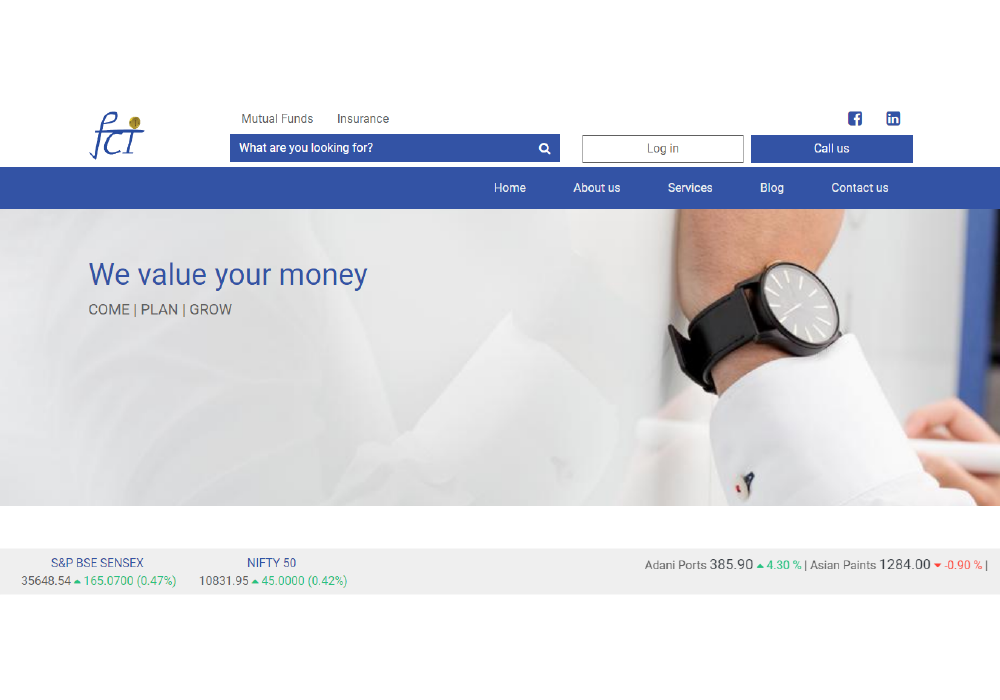 fci
Mutual Funds Insurance
What are you looking for?
Log in
Call us
Home About us Services Blog Contact us
We value your money
COME | PLAN | GROW
S&P BSE SENSEX
35648.54 165.0700 (0.47%)
NIFTY 50
10831.95 45.0000 (0.42%)
Adani Ports 385.90 4.30 % | Asian Paints 1284.00 -0.90 % |